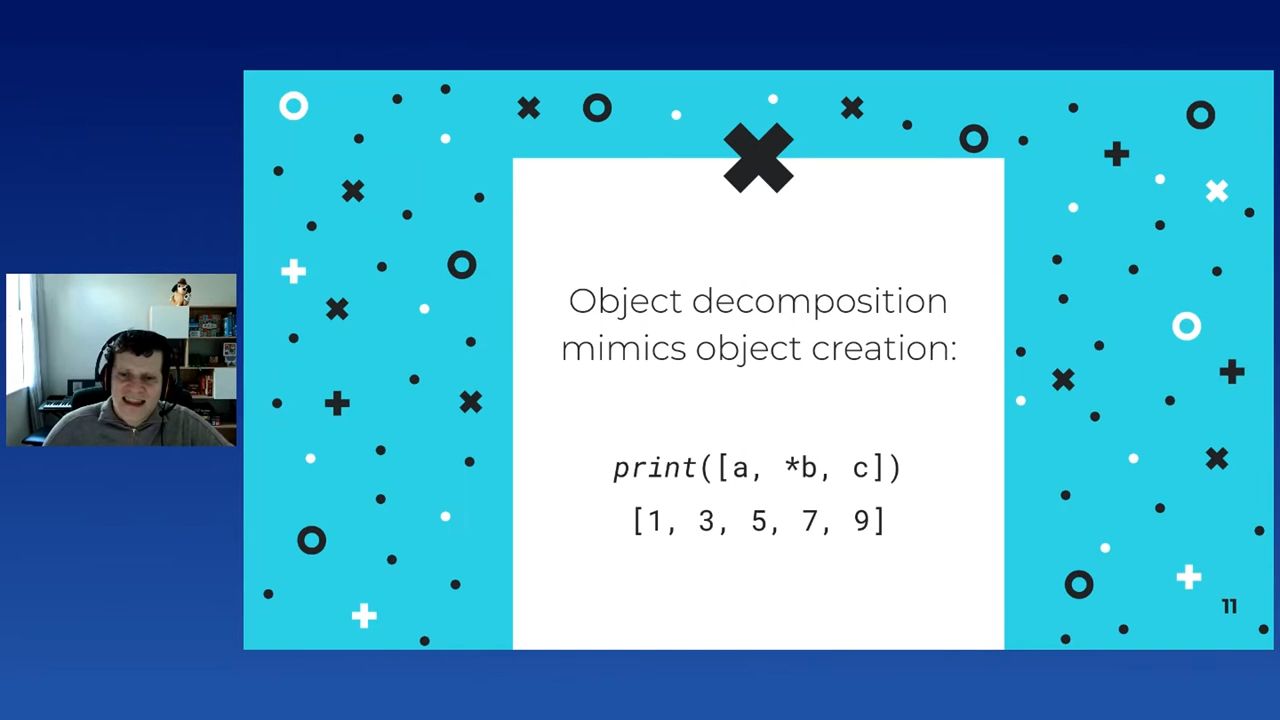 Object decomposition
mimics object creation:
print([a, *b, c])
[1, 3, 5, 7, 9]
11